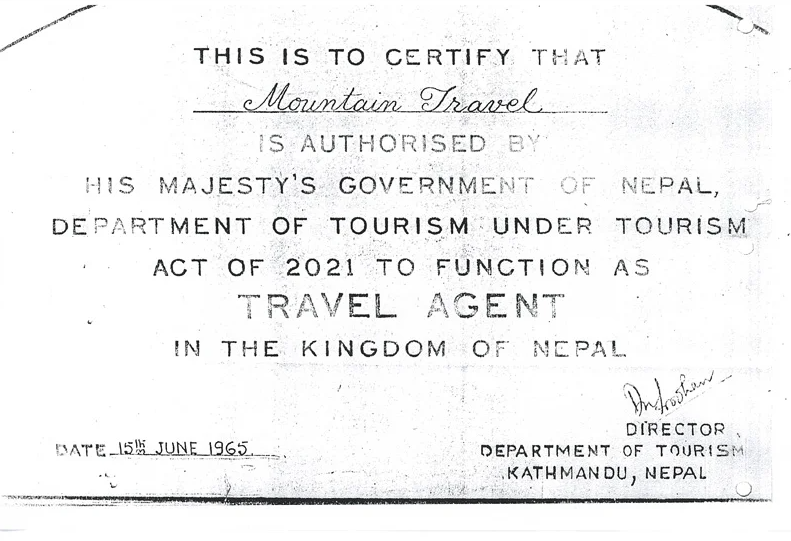 THIS IS TO CERTIFY THAT
Mountain Travel
IS AUTHORISED BY
HIS MAJESTY'S GOVERNMENT OF NEPAL,
DEPARTMENT OF TOURISM UNDER TOURISM
ACT OF 2021 TO FUNCTION AS
TRAVEL AGENT
IN THE KINGDOM OF NEPAL
DIRECTOR
DATE 15th JUNE 1965.
DEPARTMENT OF TOURISM
KATHMANDU, NEPAL